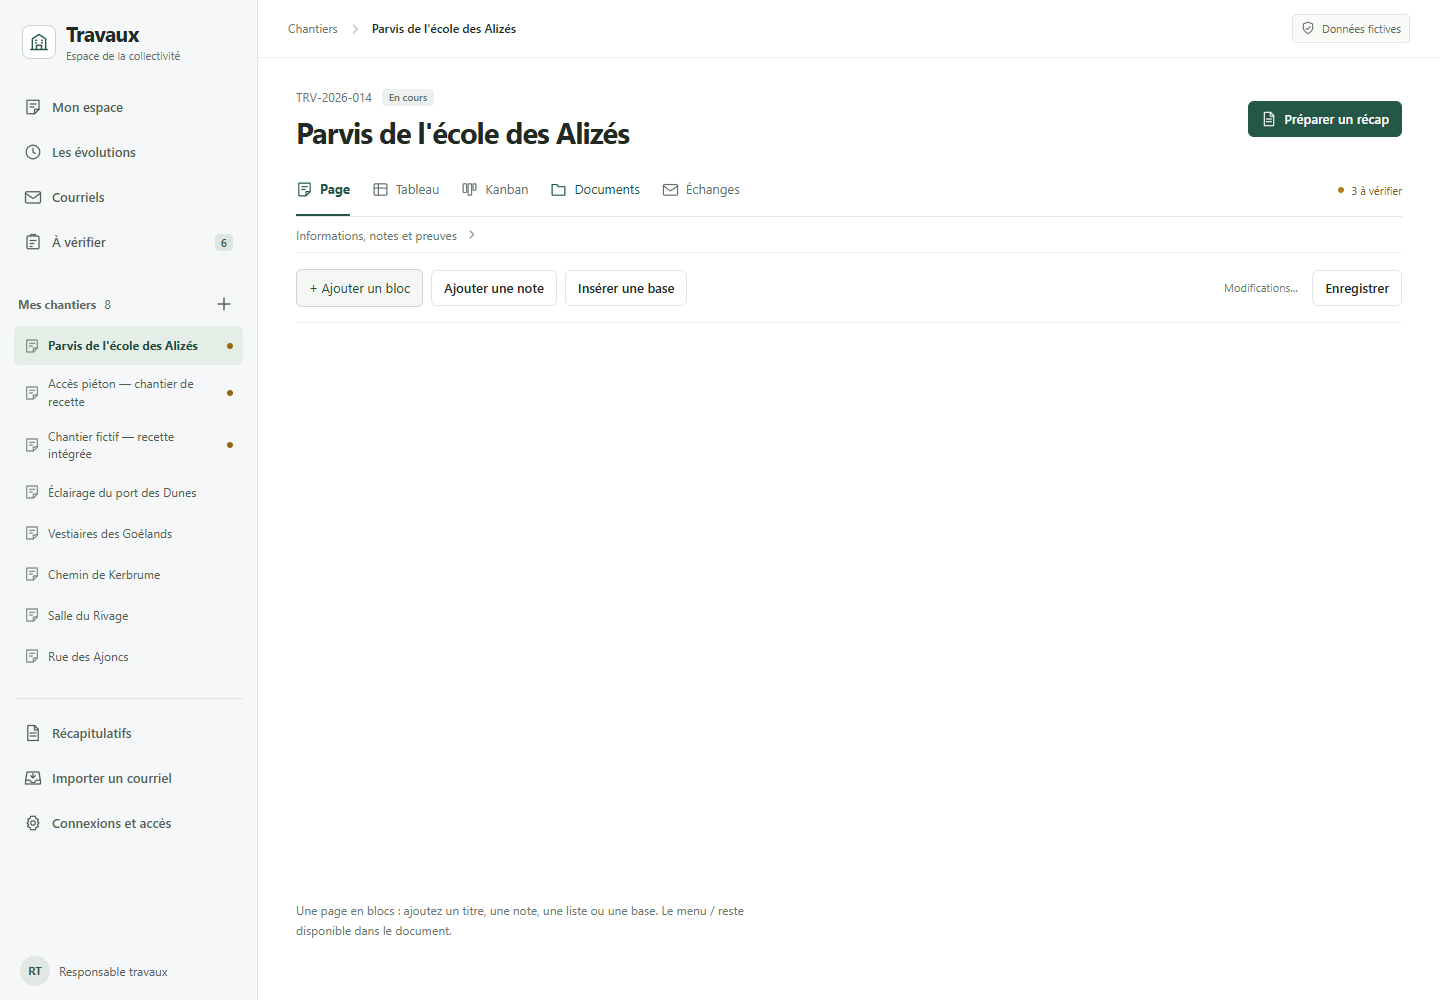 Travaux
Espace de la collectivité
Mon espace
Les évolutions
Courriels
À vérifier
6
Mes chantiers 8
Parvis de l'école des Alizés
Accès piéton — chantier de
recette
Chantier fictif — recette
intégrée
Éclairage du port des Dunes
Vestiaires des Goélands
Chemin de Kerbrume
Salle du Rivage
Rue des Ajoncs
Récapitulatifs
Importer un courriel
Connexions et accès
RT
Responsable travaux
Chantiers
Parvis de l'école des Alizés
Données fictives
TRV-2026-014
En cours
Parvis de l'école des Alizés
Préparer un récap
Page
Tableau
Kanban
Documents
Échanges
3 à vérifier
Informations, notes et preuves
+ Ajouter un bloc
Ajouter une note
Insérer une base
Modifications...
Enregistrer
Une page en blocs : ajoutez un titre, une note, une liste ou une base. Le menu / reste
disponible dans le document.